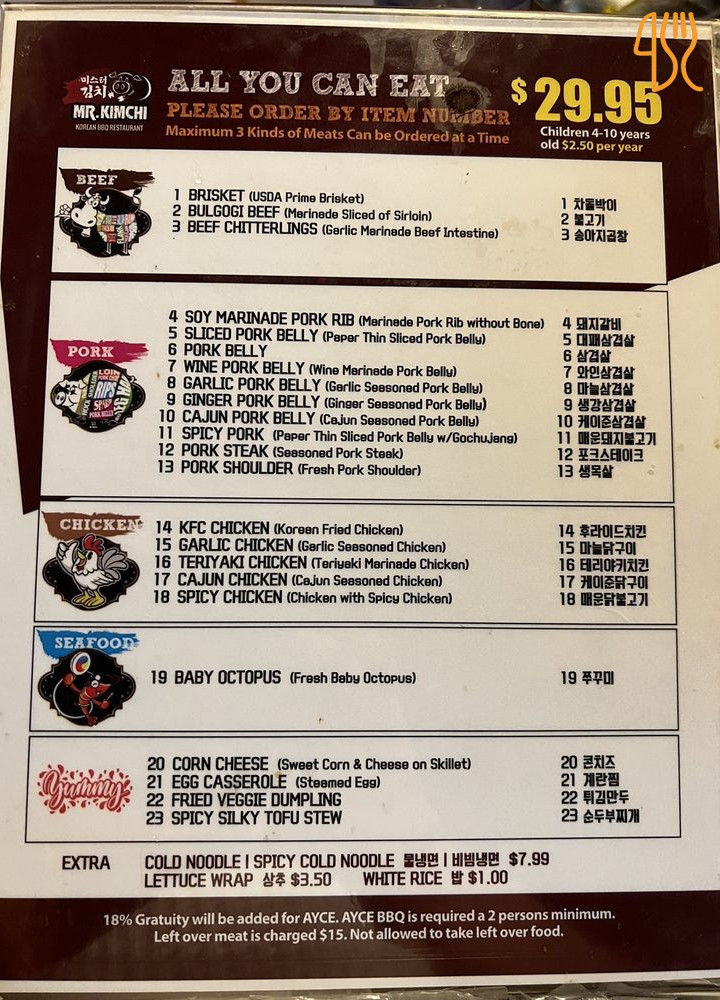 미스터
김치
MR. KIMCHI
KOREAN BBQ RESTAURANT
ALL YOU CAN EAT
PLEASE ORDER BY ITEM NUMBER
Maximum 3 Kinds of Meats Can be Ordered at a Time
$29.95
Children 4-10 years
old $2.50 per year
BEEF
1 BRISKET (USDA Prime Brisket) 1 차돌박이
2 BULGOGI BEEF (Marinade Sliced of Sirloin) 2 불고기
3 BEEF CHITTERLINGS (Garlic Marinade Beef Intestine) 3 송아지곱창
PORK
4 SOY MARINADE PORK RIB (Marinade Pork Rib without Bone) 4 돼지갈비
5 SLICED PORK BELLY (Paper Thin Sliced Pork Belly) 5 대패삼겹살
6 PORK BELLY 6 삼겹살
7 WINE PORK BELLY (Wine Marinade Pork Belly) 7 와인삼겹살
8 GARLIC PORK BELLY (Garlic Seasoned Pork Belly) 8 마늘삼겹살
9 GINGER PORK BELLY (Ginger Seasoned Pork Belly) 9 생강삼겹살
10 CAJUN PORK BELLY (Cajun Seasoned Pork Belly) 10 케이준삼겹살
11 SPICY PORK (Paper Thin Sliced Pork Belly w/Gochujang) 11 매운돼지불고기
12 PORK STEAK (Seasoned Pork Steak) 12 포크스테이크
13 PORK SHOULDER (Fresh Pork Shoulder) 13 생목살
CHICKEN
14 KFC CHICKEN (Korean Fried Chicken) 14 후라이드치킨
15 GARLIC CHICKEN (Garlic Seasoned Chicken) 15 마늘닭구이
16 TERIYAKI CHICKEN (Teriyaki Marinade Chicken) 16 테리야키치킨
17 CAJUN CHICKEN (Cajun Seasoned Chicken) 17 케이준닭구이
18 SPICY CHICKEN (Chicken with Spicy Chicken) 18 매운닭불고기
SEAFOOD
19 BABY OCTOPUS (Fresh Baby Octopus) 19 쭈꾸미
Yummy
20 CORN CHEESE (Sweet Corn & Cheese on Skillet) 20 콘치즈
21 EGG CASSEROLE (Steamed Egg) 21 계란찜
22 FRIED VEGGIE DUMPLING 22 튀김만두
23 SPICY SILKY TOFU STEW 23 순두부찌개
EXTRA COLD NOODLE | SPICY COLD NOODLE 물냉면 | 비빔냉면 $7.99
LETTUCE WRAP 상추 $3.50 WHITE RICE 밥 $1.00
18% Gratuity will be added for AYCE. AYCE BBQ is required a 2 persons minimum.
Left over meat is charged $15. Not allowed to take left over food.